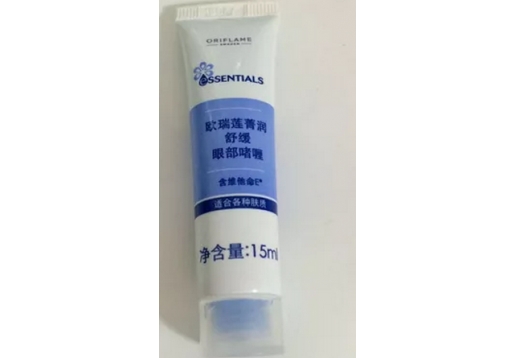 ORIFLAME
SWEDEN
ESSENTIALS
欧瑞莲菁润
舒缓
眼部啫喱
含维他命E*
适合各种肤质
净含量:15ml